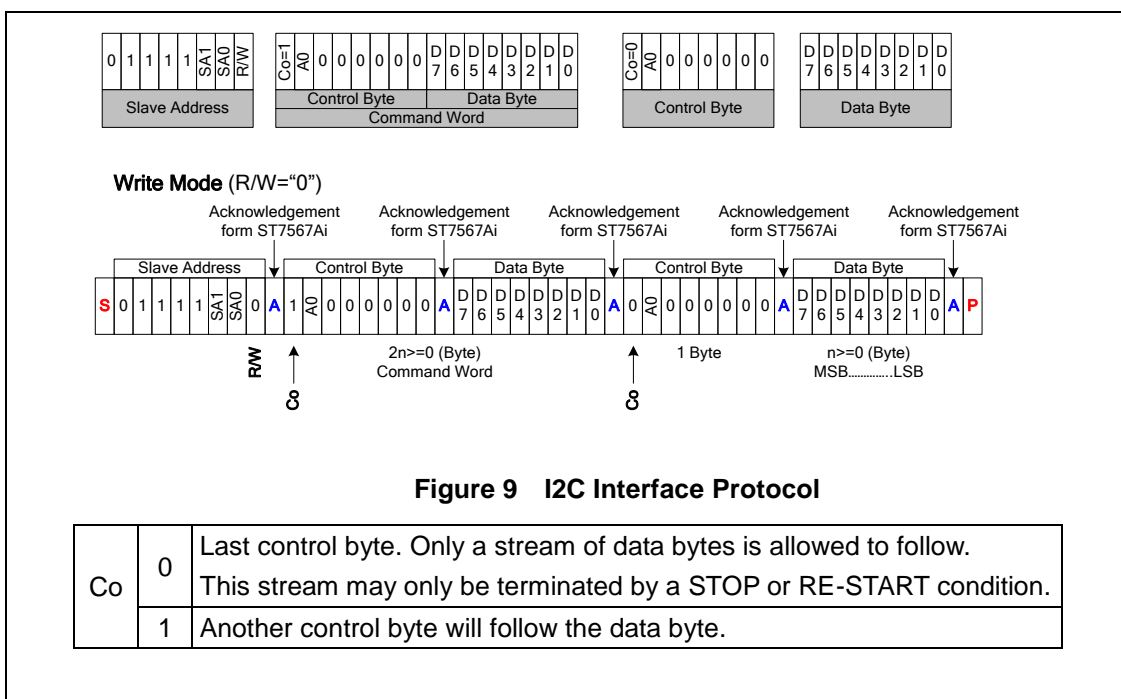 0 1 1 1 1 SA1 SA0 R/W Co=1 A0 0 0 0 0 0 0 D7 D6 D5 D4 D3 D2 D1 D0 Co=0 A0 0 0 0 0 0 0 D7 D6 D5 D4 D3 D2 D1 D0
Slave Address Control Byte Data Byte Control Byte Data Byte
Command Word
Write Mode (R/W="0")
Acknowledgement Acknowledgement Acknowledgement Acknowledgement Acknowledgement
form ST7567Ai form ST7567Ai form ST7567Ai form ST7567Ai form ST7567Ai
Slave Address Control Byte Data Byte Control Byte Data Byte
S 0 1 1 1 1 SA1 SA0 0 A 1 A0 0 0 0 0 0 0 A D7 D6 D5 D4 D3 D2 D1 D0 A 0 A0 0 0 0 0 0 0 A D7 D6 D5 D4 D3 D2 D1 D0 A P
R/W 2n>=0 (Byte) 1 Byte n>=0 (Byte)
Command Word MSB..............LSB
Co Co
Figure 9 I2C Interface Protocol
Co 0 Last control byte. Only a stream of data bytes is allowed to follow.
This stream may only be terminated by a STOP or RE-START condition.
1 Another control byte will follow the data byte.